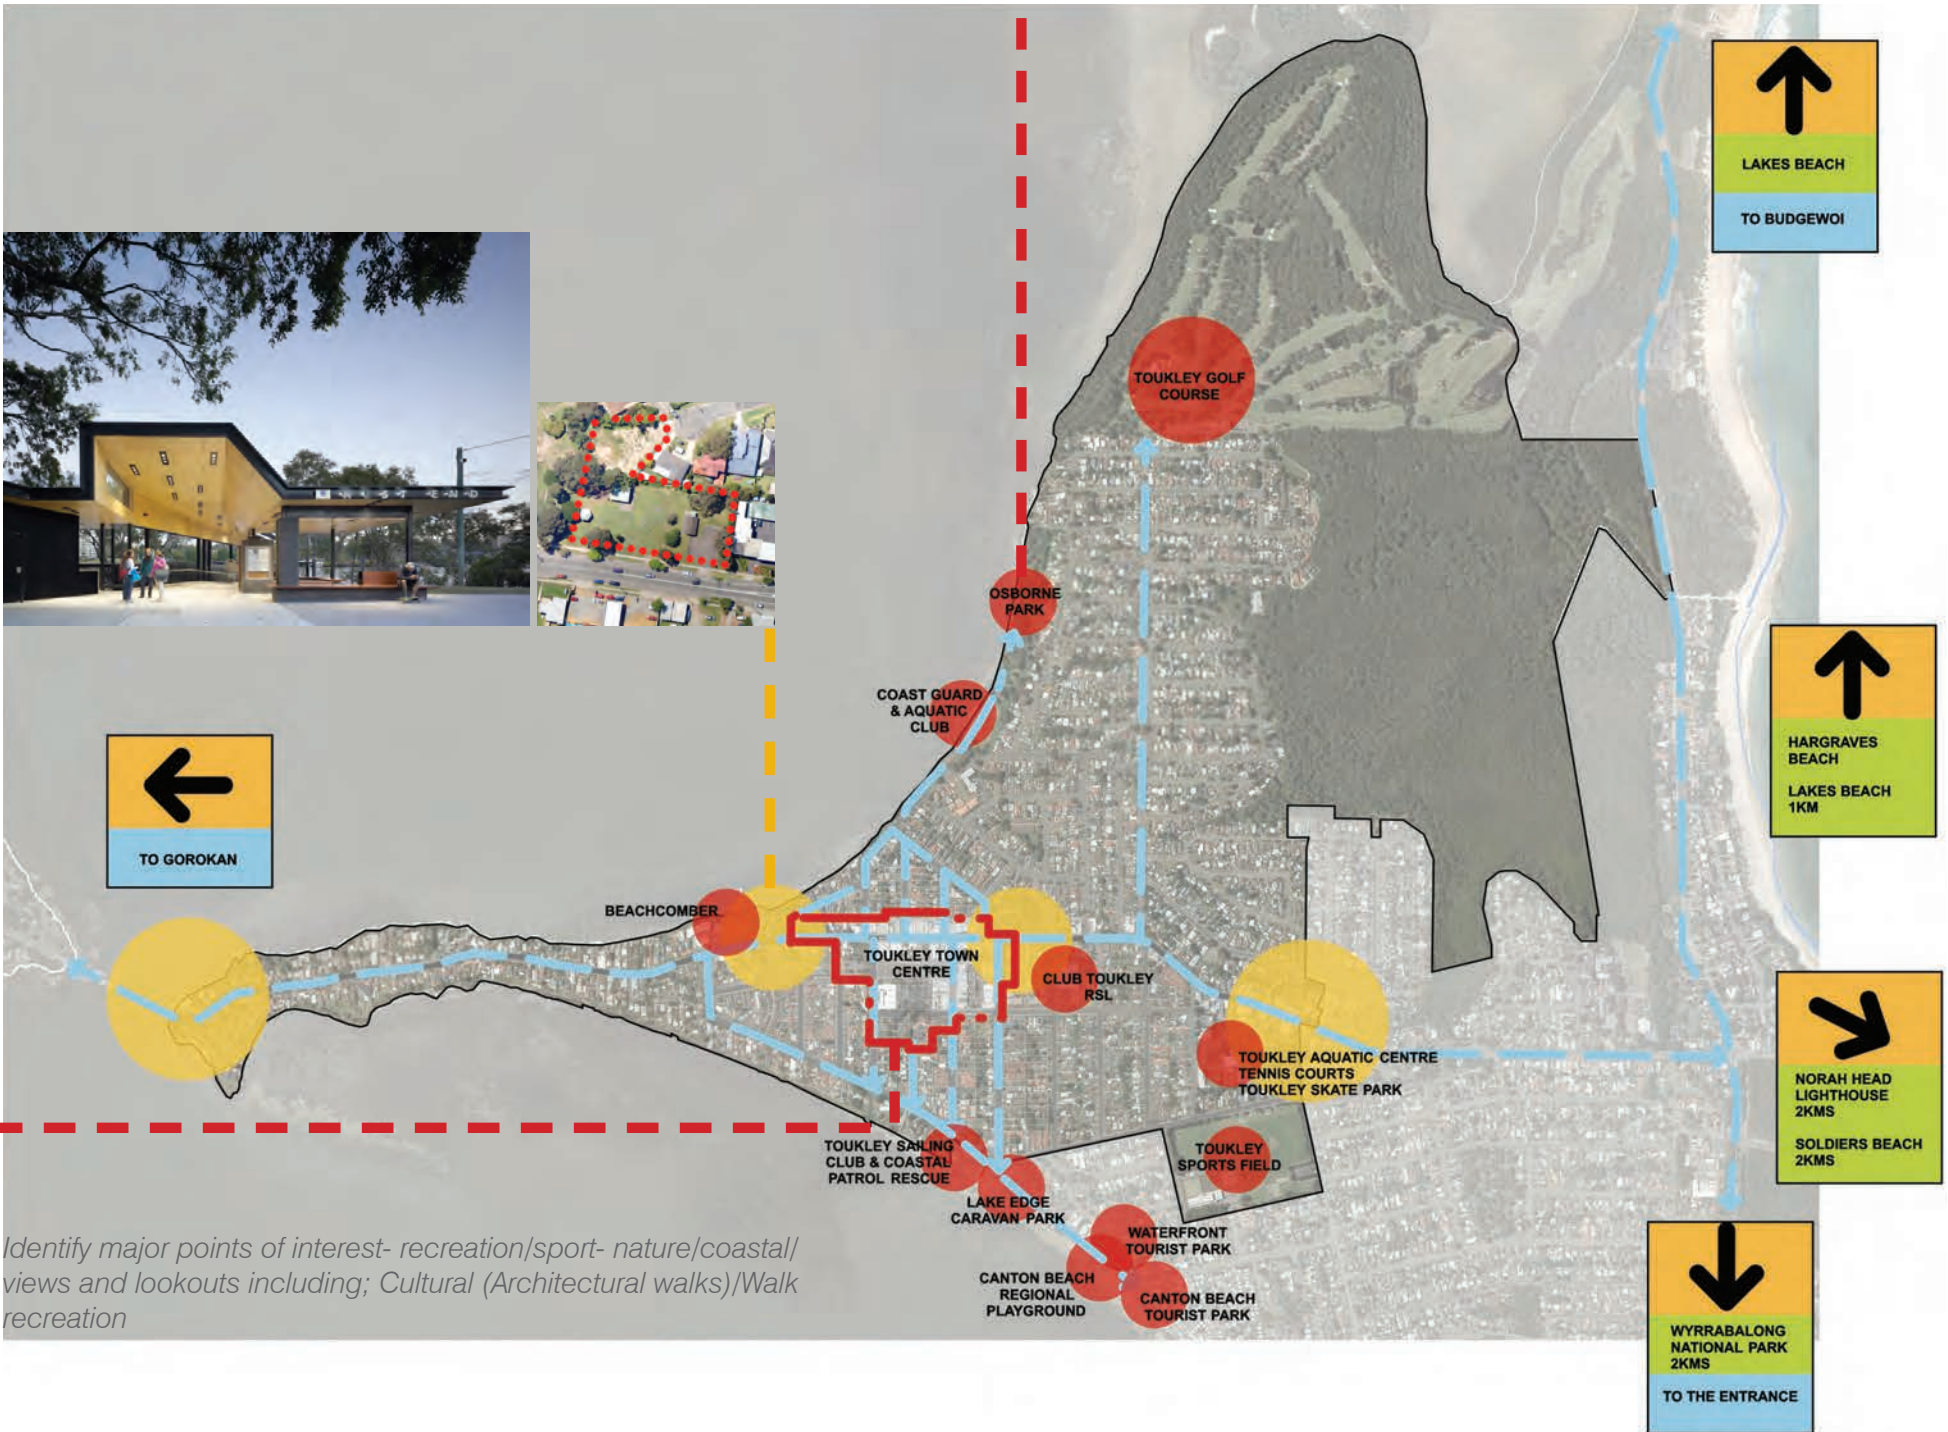 LAKES BEACH
TO BUDGEWOI
TOUKLEY GOLF
COURSE
OSBORNE
PARK
COAST GUARD
& AQUATIC
CLUB
HARGRAVES
BEACH
LAKES BEACH
1KM
TO GOROKAN
BEACHCOMBER
TOUKLEY TOWN
CENTRE
CLUB TOUKLEY
RSL
TOUKLEY AQUATIC CENTRE
TENNIS COURTS
TOUKLEY SKATE PARK
NORAH HEAD
LIGHTHOUSE
2KMS
SOLDIERS BEACH
2KMS
TOUKLEY SAILING
CLUB & COASTAL
PATROL RESCUE
TOUKLEY
SPORTS FIELD
LAKE EDGE
CARAVAN PARK
WATERFRONT
TOURIST PARK
CANTON BEACH
REGIONAL
PLAYGROUND
CANTON BEACH
TOURIST PARK
Identify major points of interest- recreation/sport- nature/coastal/
views and lookouts including; Cultural (Architectural walks)/Walk
recreation
WYRRABALONG
NATIONAL PARK
2KMS
TO THE ENTRANCE